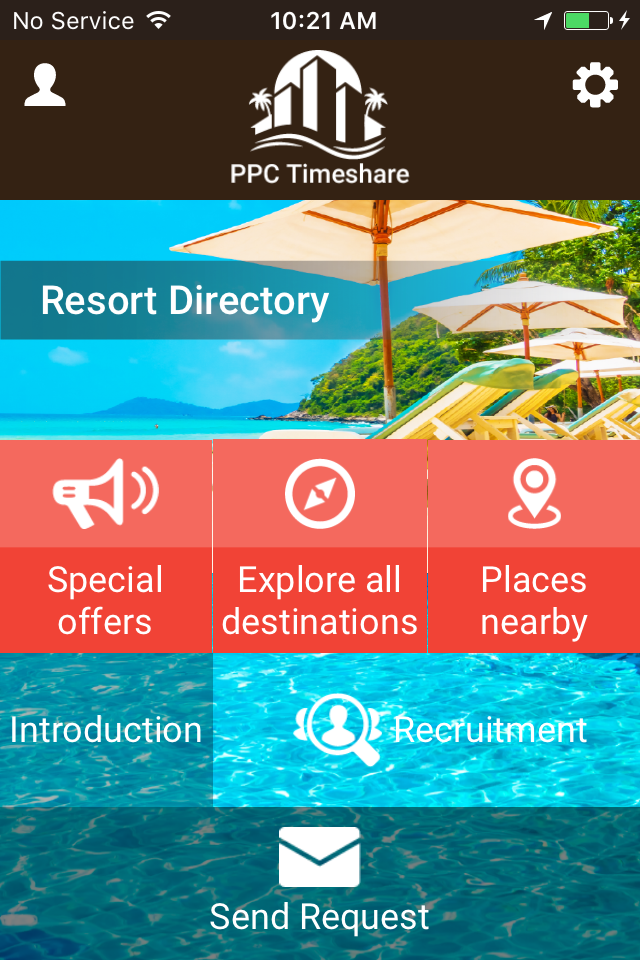 No Service 10:21 AM
PPC Timeshare
Resort Directory
Special offers
Explore all destinations
Places nearby
Introduction
Recruitment
Send Request